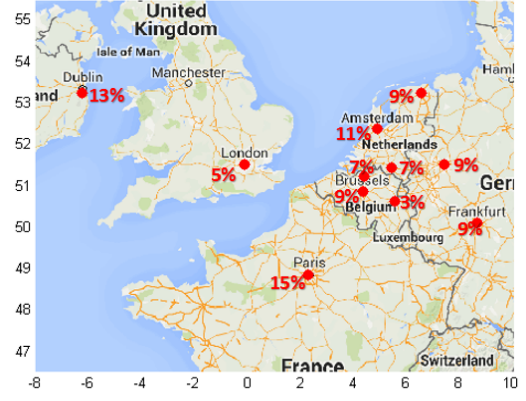 55
United
Kingdom
Isle of Man
54
Dublin
Manchester
Ham
and
13%
9%
53
Amsterdam
11%
Netherlands
52
London
7%
7%
9%
5%
Brussels
51
9%
3%
Ger
Belgium
Frankfurt
50
9%
Luxembourg
Paris
49
15%
48
47
France
Switzerland
-8
-6
-4
-2
0
2
4
6
8
10